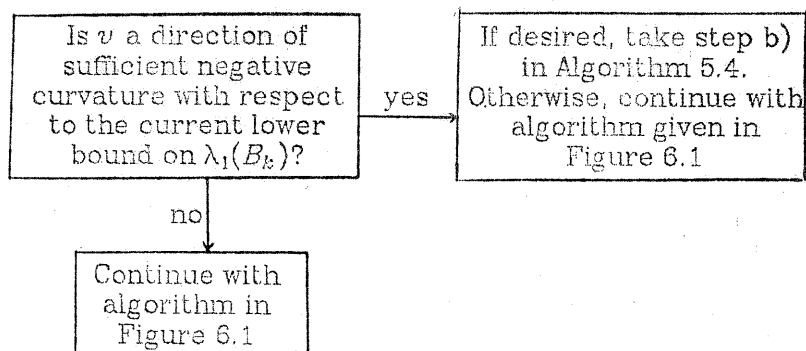 Is v a direction of
sufficient negative
curvature with respect
to the current lower
bound on λ₁(Bₖ)?
yes
If desired, take step b)
in Algorithm 5.4.
Otherwise, continue with
algorithm given in
Figure 6.1
no
Continue with
algorithm in
Figure 6.1